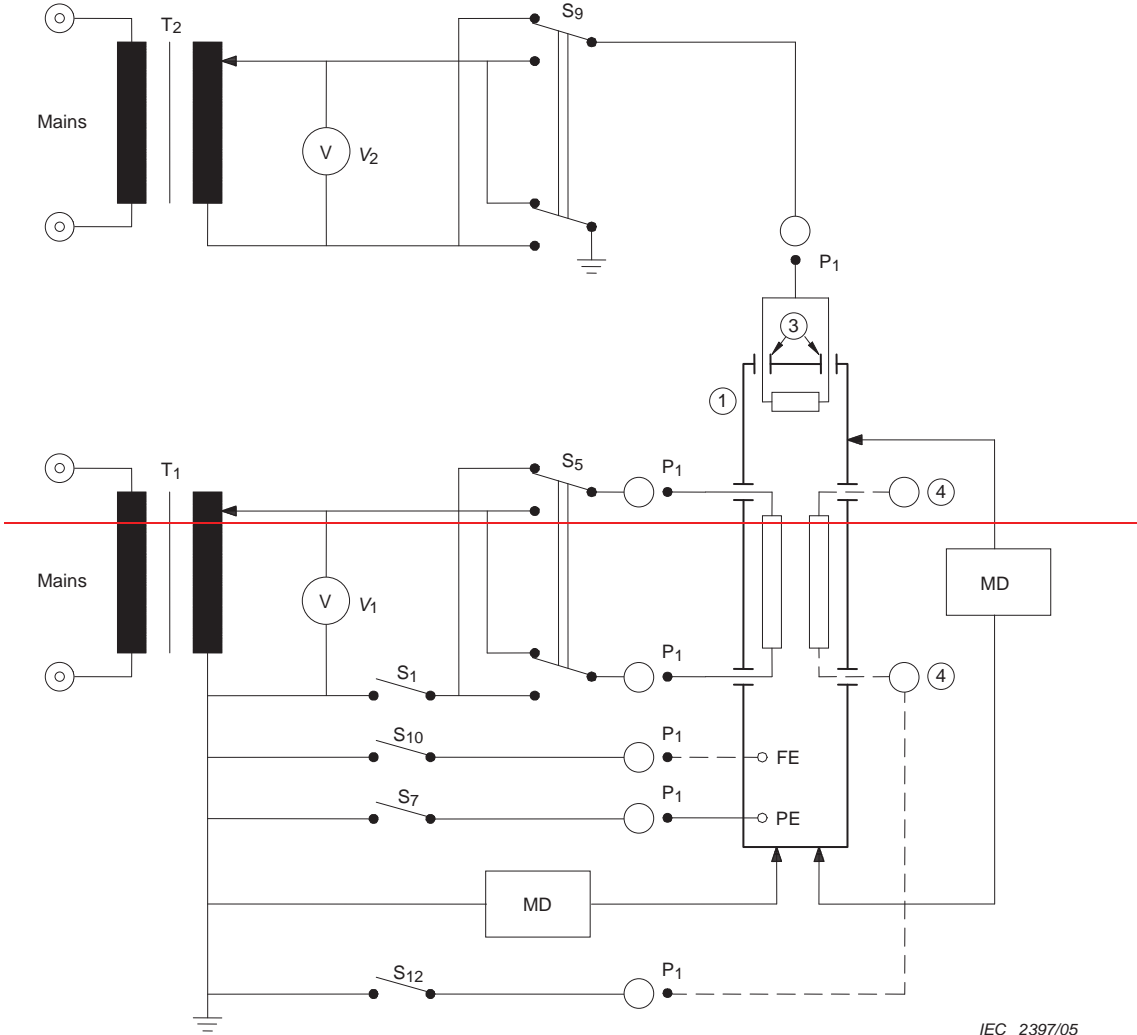 T2
S9
Mains
V
V2
P1
3
1
T1
S5
P1
4
Mains
V
V1
MD
S1
P1
4
S10
P1
FE
S7
P1
PE
MD
S12
P1
IEC 2397/05